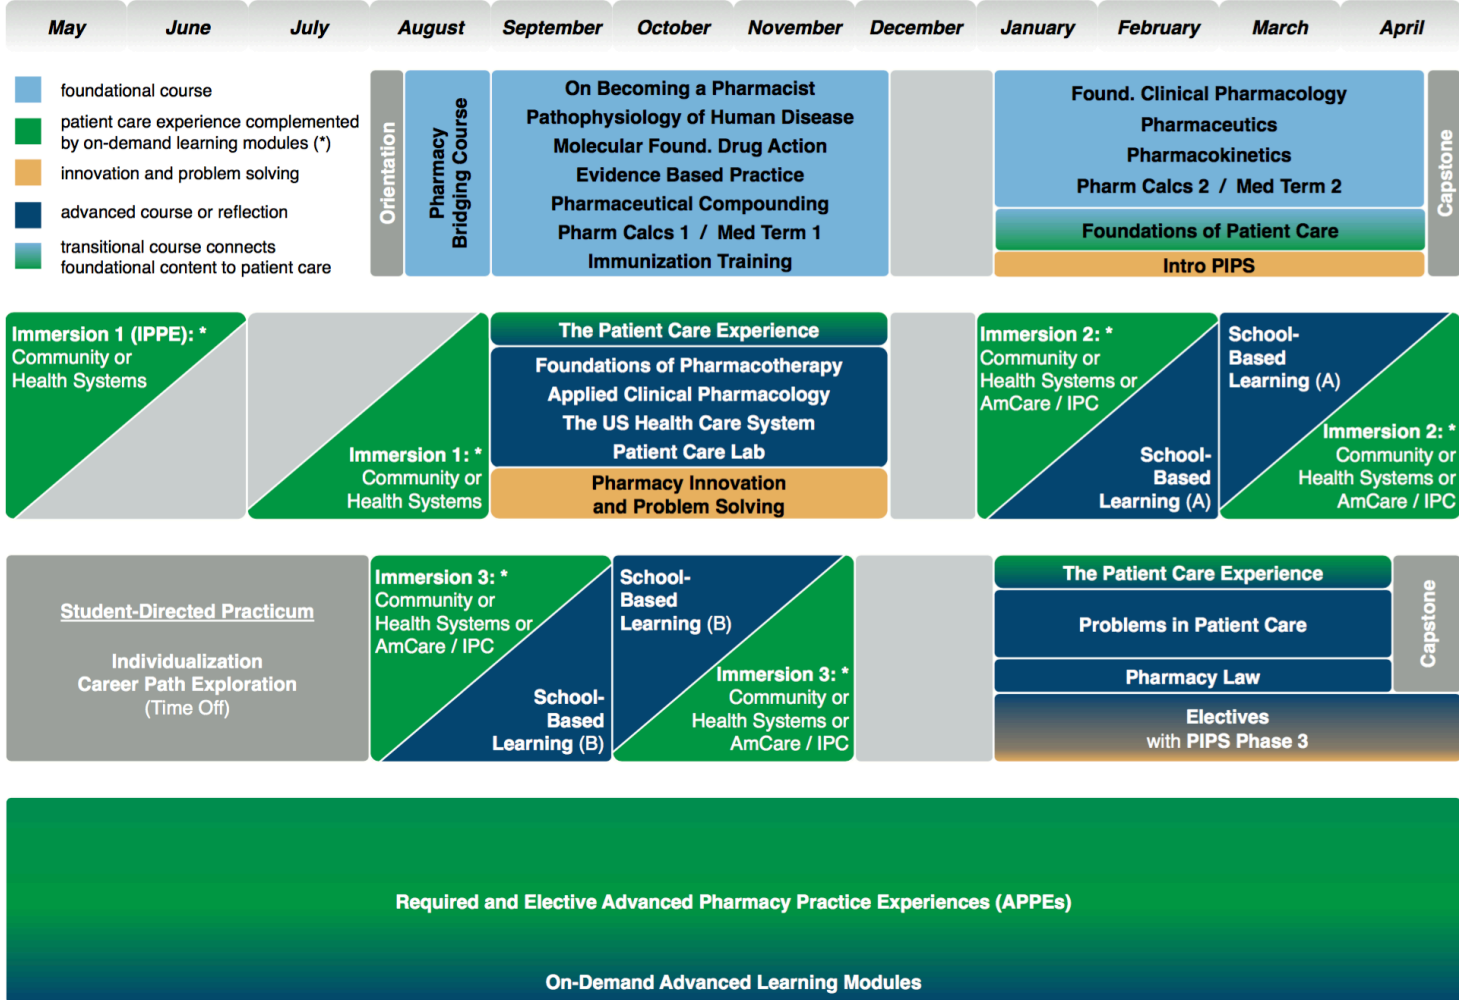 May June July August September October November December January February March April
foundational course
patient care experience complemented
by on-demand learning modules (*)
innovation and problem solving
advanced course or reflection
transitional course connects
foundational content to patient care
Orientation
Pharmacy
Bridging Course
On Becoming a Pharmacist
Pathophysiology of Human Disease
Molecular Found. Drug Action
Evidence Based Practice
Pharmaceutical Compounding
Pharm Calcs 1 / Med Term 1
Immunization Training
Found. Clinical Pharmacology
Pharmaceutics
Pharmacokinetics
Pharm Calcs 2 / Med Term 2
Foundations of Patient Care
Intro PIPS
Capstone
Immersion 1 (IPPE): *
Community or
Health Systems
Immersion 1: *
Community or
Health Systems
The Patient Care Experience
Foundations of Pharmacotherapy
Applied Clinical Pharmacology
The US Health Care System
Patient Care Lab
Pharmacy Innovation
and Problem Solving
Immersion 2: *
Community or
Health Systems or
AmCare / IPC
School-
Based
Learning (A)
School-
Based
Learning (A)
Immersion 2: *
Community or
Health Systems or
AmCare / IPC
Student-Directed Practicum
Individualization
Career Path Exploration
(Time Off)
Immersion 3: *
Community or
Health Systems or
AmCare / IPC
School-
Based
Learning (B)
School-
Based
Learning (B)
Immersion 3: *
Community or
Health Systems or
AmCare / IPC
The Patient Care Experience
Problems in Patient Care
Pharmacy Law
Electives
with PIPS Phase 3
Capstone
Required and Elective Advanced Pharmacy Practice Experiences (APPEs)
On-Demand Advanced Learning Modules